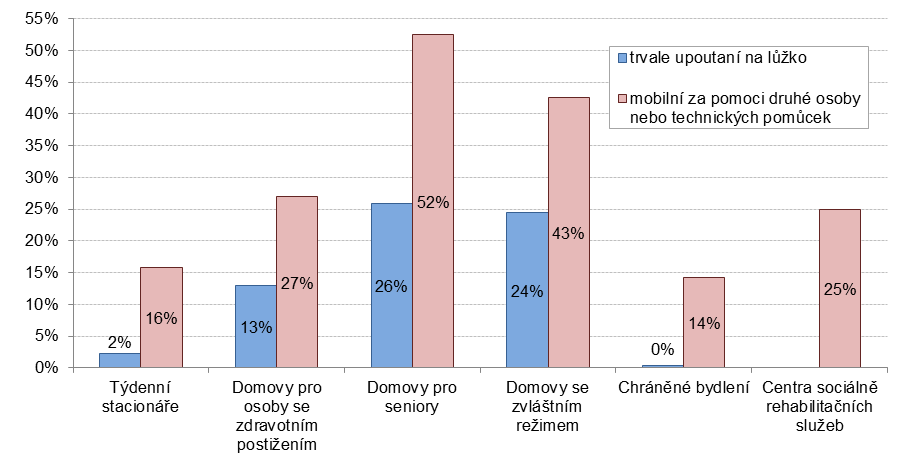 55%
50%
45%
40%
35%
30%
25%
20%
15%
10%
5%
0%
trvale upoutaní na lůžko
mobilní za pomoci druhé osoby
nebo technických pomůcek
2%
16%
13%
27%
26%
52%
24%
43%
0%
14%
25%
Týdenní
stacionáře
Domovy pro
osoby se
zdravotním
postižením
Domovy pro
seniory
Domovy se
zvláštním
režimem
Chráněné bydlení
Centra sociálně
rehabilitačních
služeb